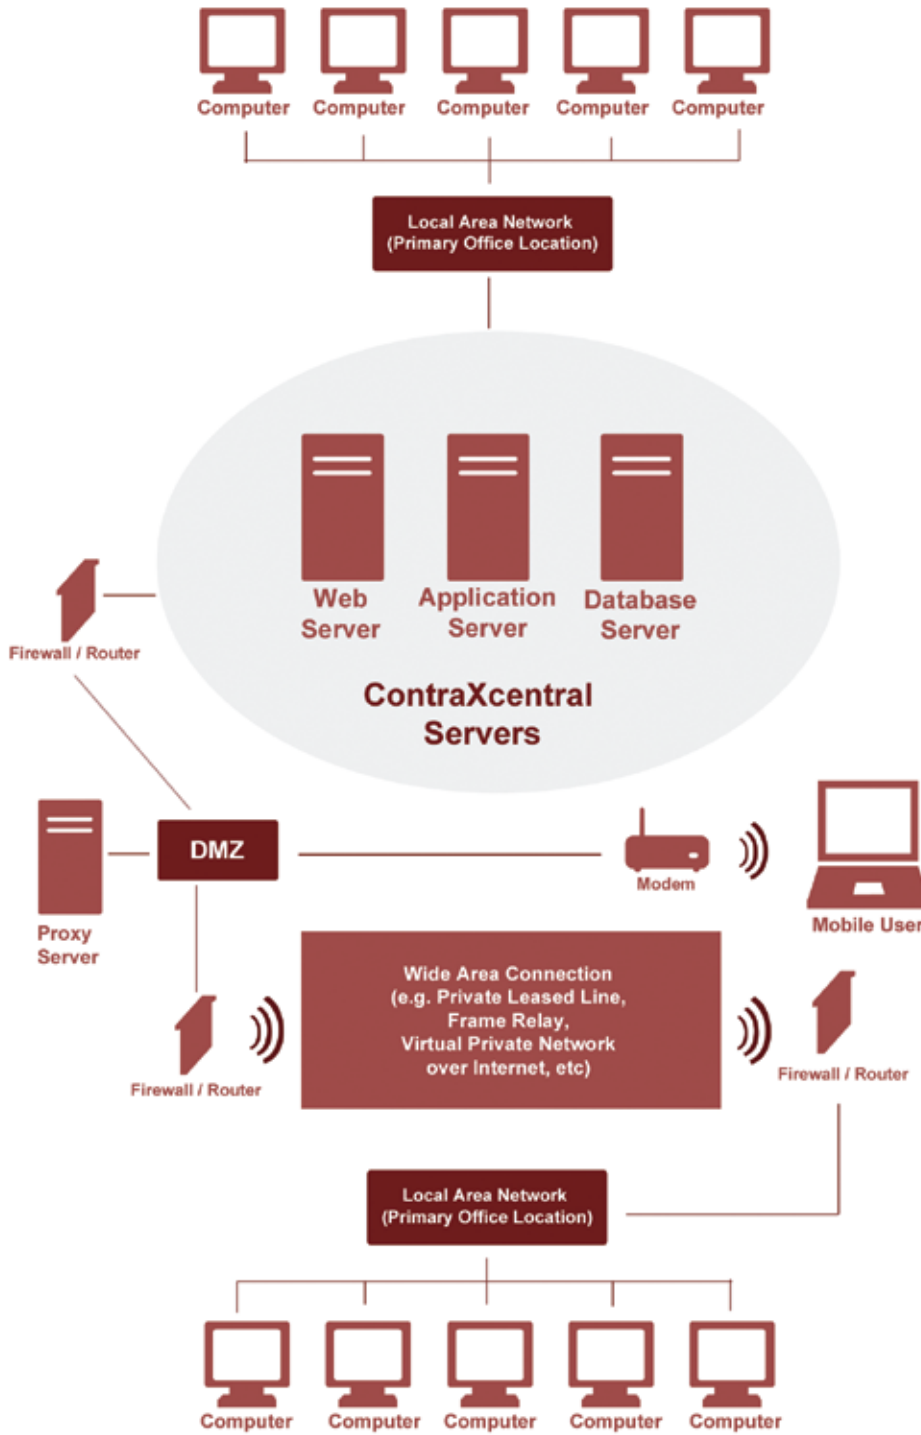 Computer
Computer
Computer
Computer
Computer
Local Area Network
(Primary Office Location)
Web
Server
Application
Server
Database
Server
ContraXcentral
Servers
Firewall / Router
DMZ
Proxy
Server
Modem
Mobile User
Wide Area Connection
(e.g. Private Leased Line,
Frame Relay,
Virtual Private Network
over Internet, etc)
Firewall / Router
Firewall / Router
Local Area Network
(Primary Office Location)
Computer
Computer
Computer
Computer
Computer